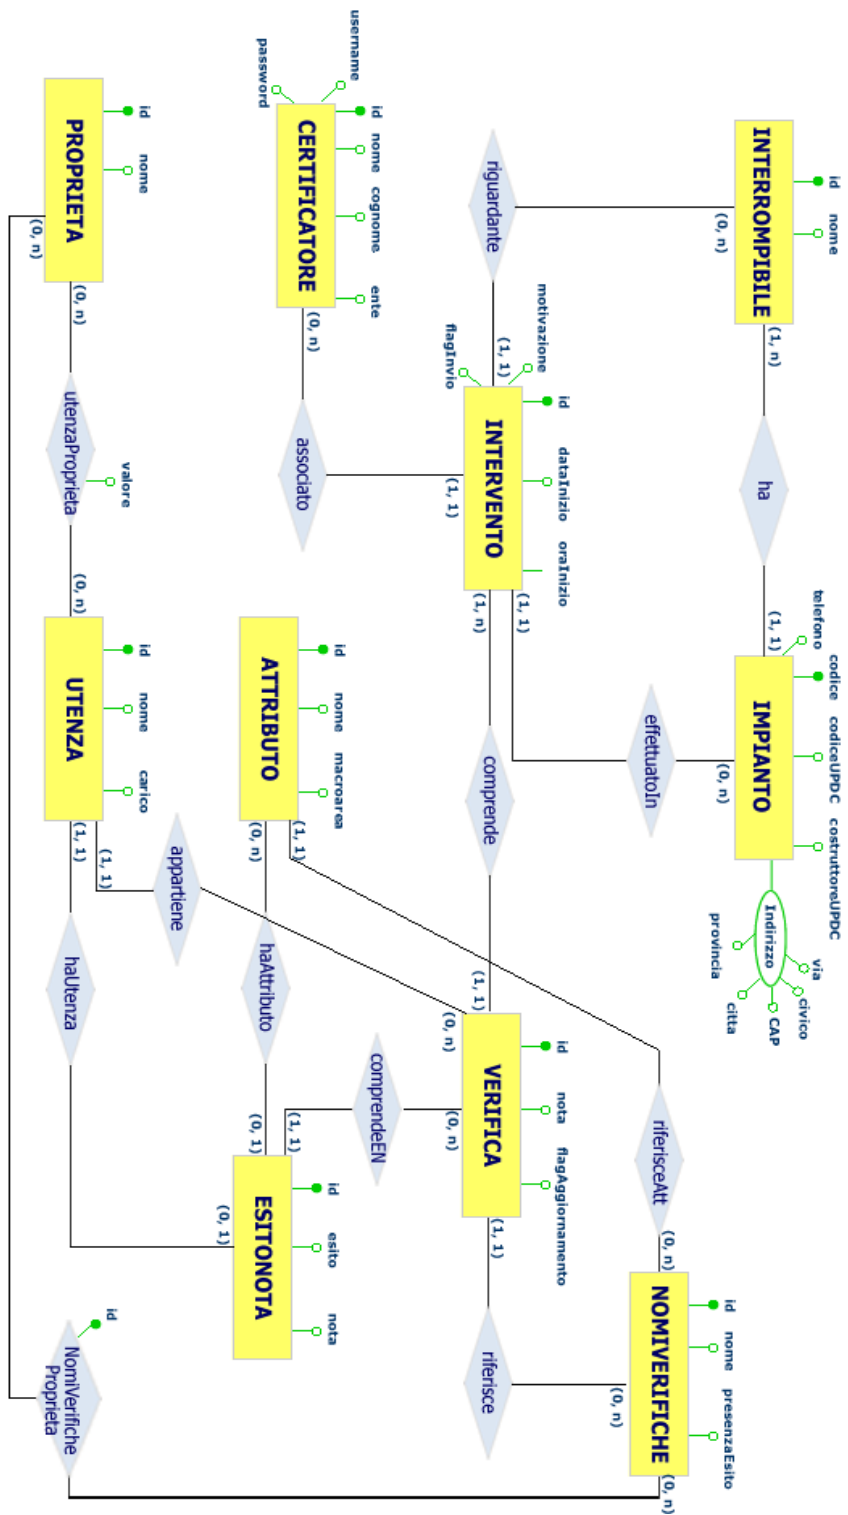 id
nome
INTERROMPIBILE
(0, n)
(1, n)
ha
(1, 1)
telefono
codice
codiceUPDC
costruttoreUPDC
IMPIANTO
(0, n)
Indirizzo
via
civico
CAP
citta
provincia
effettuatoIn
riferisceAtt
(0, n)
id
nome
presenzaEsito
NOMIVERIFICHE
(0, n)
(0, n)
riguardante
(1, 1)
motivazione
flagInvio
id
dataInizio
oraInizio
INTERVENTO
(1, 1)
(1, 1)
(1, n)
comprende
(1, 1)
id
nota
flagAggiornamento
VERIFICA
(0, n)
(0, n)
(1, 1)
riferisce
username
password
id
nome
cognome
ente
CERTIFICATORE
(0, n)
associato
id
nome
macroarea
ATTRIBUTO
(1, 1)
(0, n)
appartiene
haAttributo
comprendeEN
(1, 1)
(0, 1)
(0, 1)
id
esito
nota
ESITONOTA
id
nome
PROPRIETA
(0, n)
(0, n)
utenzaProprieta
valore
(0, n)
id
nome
carico
UTENZA
(1, 1)
(1, 1)
haUtenza
id
NomiVerifiche
Proprieta